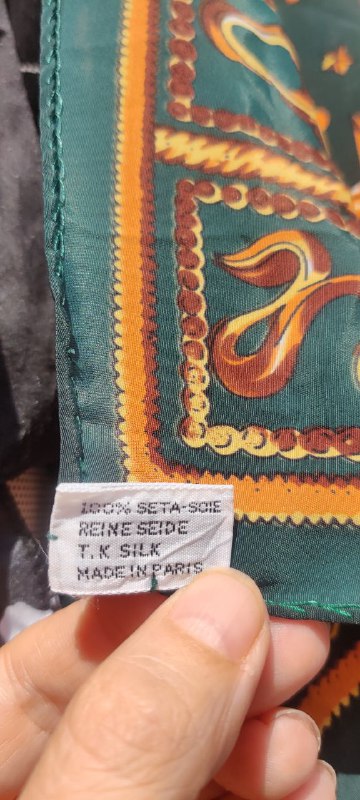 100% SETA-SOIE
REINE SEIDE
T. K SILK
MADE IN PARIS